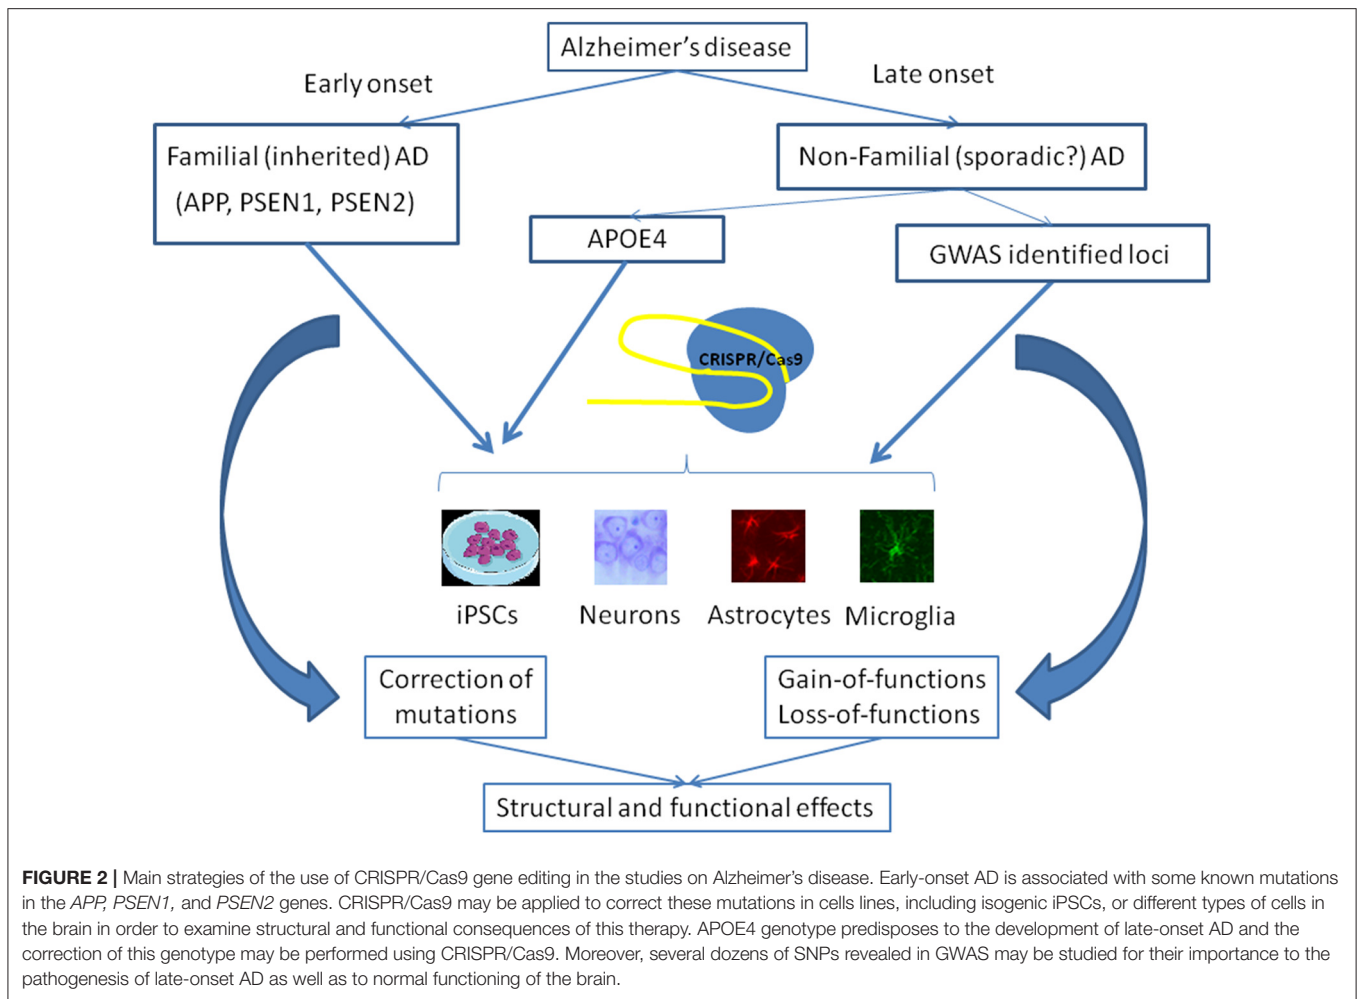 Alzheimer's disease
Early onset
Late onset
Familial (inherited) AD
(APP, PSEN1, PSEN2)
Non-Familial (sporadic?) AD
APOE4
GWAS identified loci
CRISPR/Cas9
iPSCs
Neurons
Astrocytes
Microglia
Correction of
mutations
Gain-of-functions
Loss-of-functions
Structural and functional effects
FIGURE 2 | Main strategies of the use of CRISPR/Cas9 gene editing in the studies on Alzheimer's disease. Early-onset AD is associated with some known mutations
in the APP, PSEN1, and PSEN2 genes. CRISPR/Cas9 may be applied to correct these mutations in cells lines, including isogenic iPSCs, or different types of cells in
the brain in order to examine structural and functional consequences of this therapy. APOE4 genotype predisposes to the development of late-onset AD and the
correction of this genotype may be performed using CRISPR/Cas9. Moreover, several dozens of SNPs revealed in GWAS may be studied for their importance to the
pathogenesis of late-onset AD as well as to normal functioning of the brain.